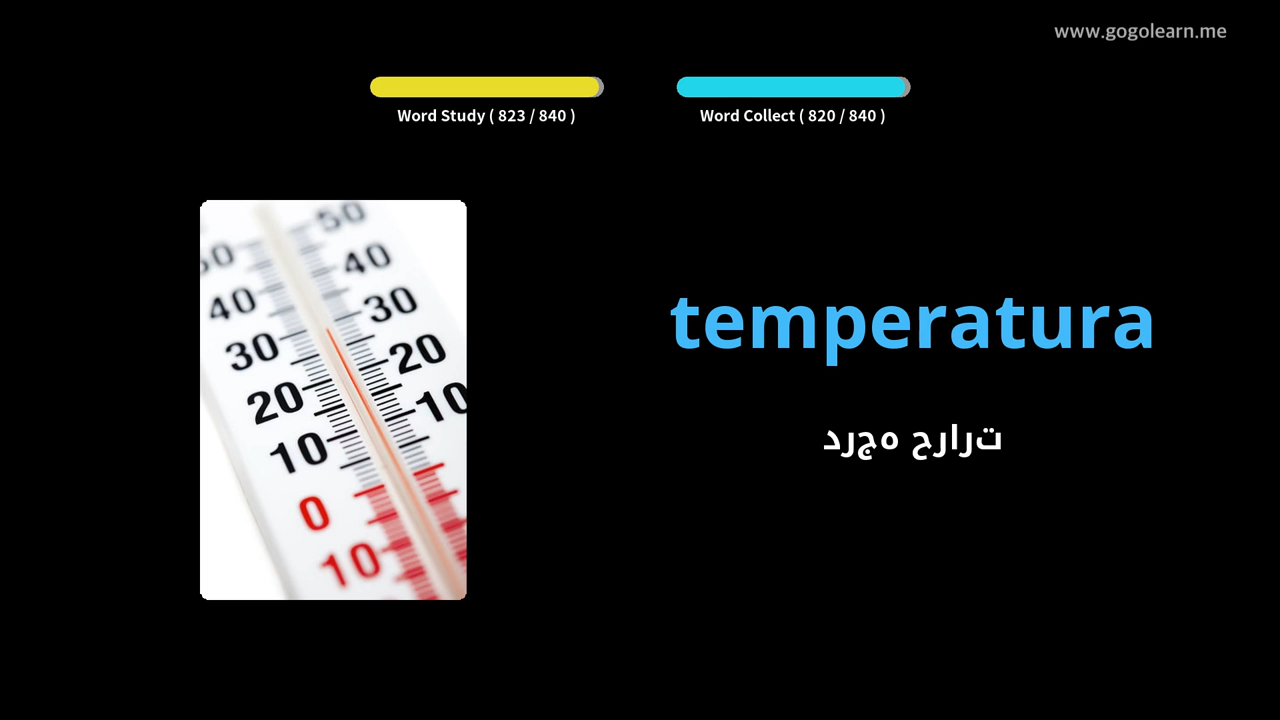 www.gogolearn.me
Word Study ( 823 / 840 )
Word Collect ( 820 / 840 )
50
50
40
40
30
30
20
20
10
10
0
10
temperatura
درجه حرارت